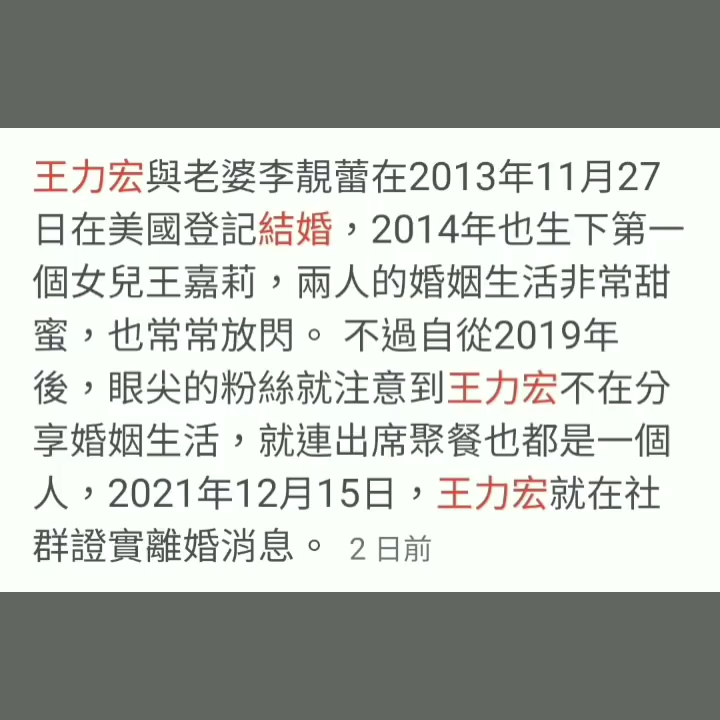 王力宏與老婆李靚蕾在2013年11月27
日在美國登記結婚，2014年也生下第一
個女兒王嘉莉，兩人的婚姻生活非常甜
蜜，也常常放閃。 不過自從2019年
後，眼尖的粉絲就注意到王力宏不在分
享婚姻生活，就連出席聚餐也都是一個
人，2021年12月15日，王力宏就在社
群證實離婚消息。 2 日前